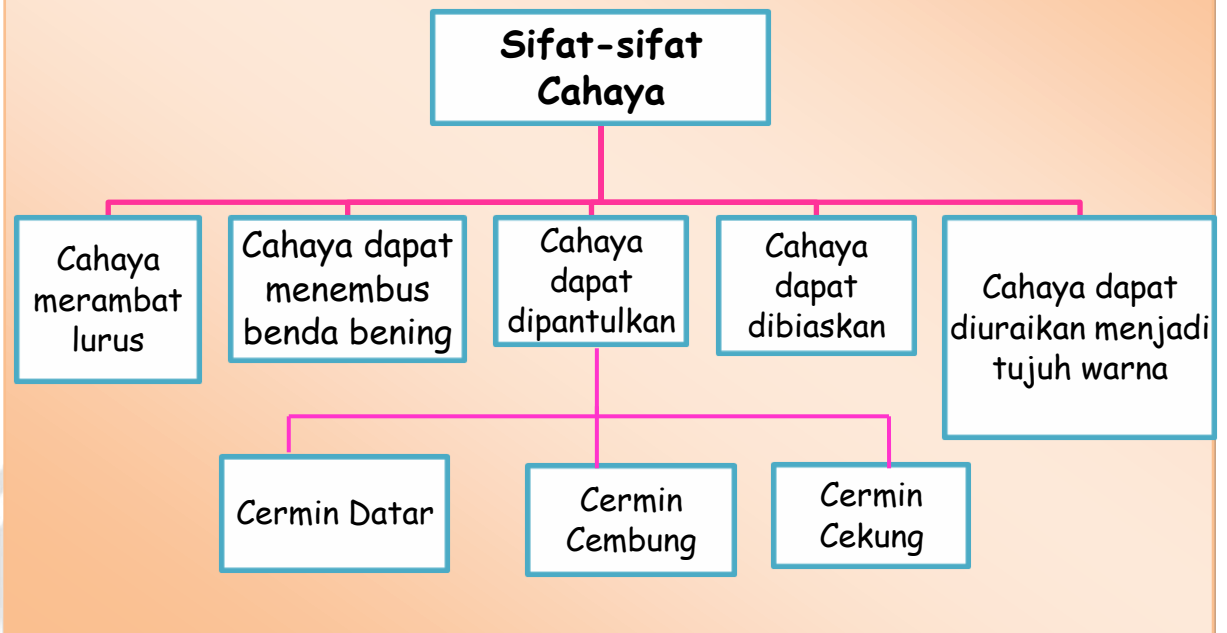 Sifat-sifat
Cahaya
Cahaya
merambat
lurus
Cahaya dapat
menembus
benda bening
Cahaya
dapat
dipantulkan
Cahaya
dapat
dibiaskan
Cahaya dapat
diuraikan menjadi
tujuh warna
Cermin Datar
Cermin
Cembung
Cermin
Cekung